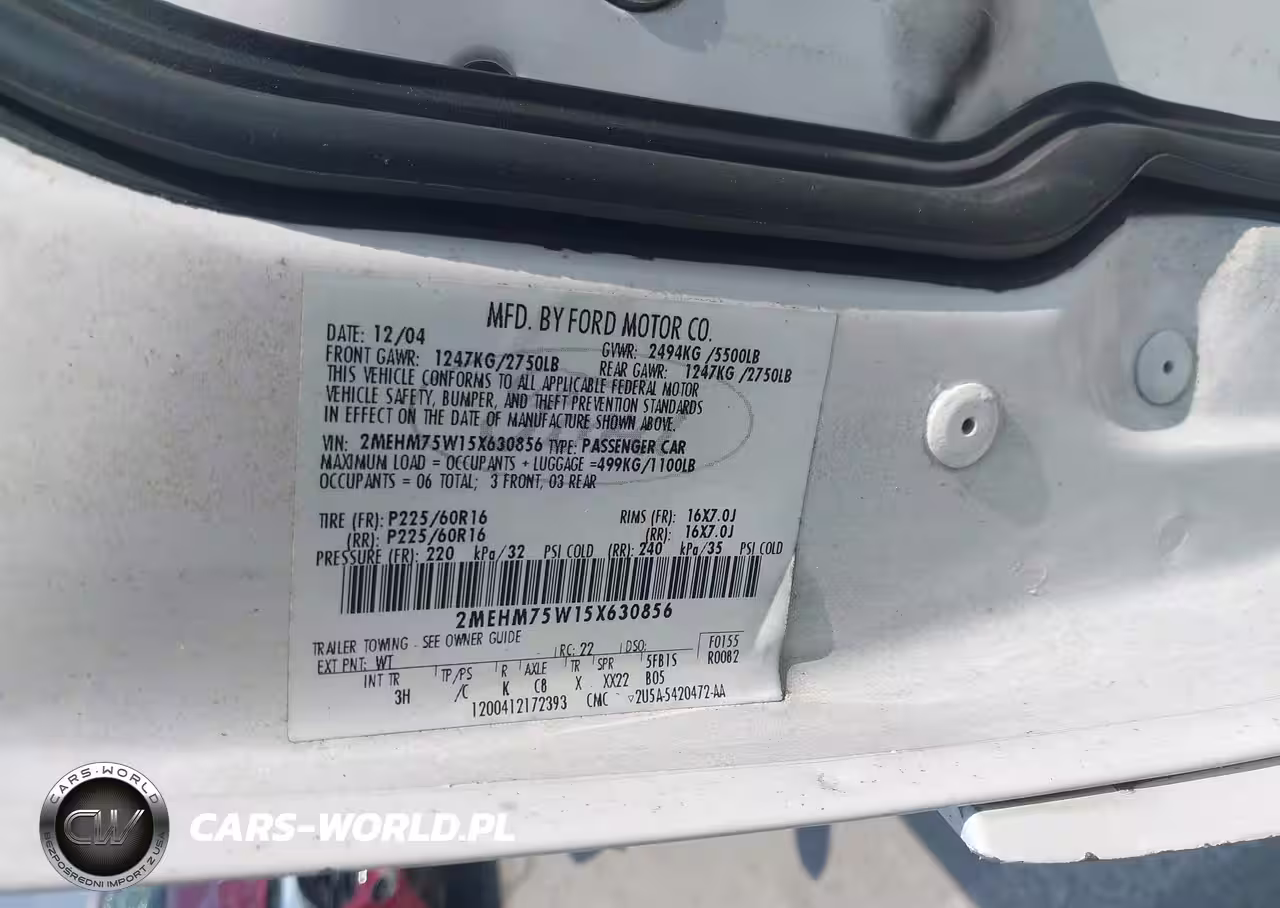 MFD. BY FORD MOTOR CO.
DATE: 12/04 GVWR: 2494KG /5500LB
FRONT GAWR: 1247KG/2750LB REAR GAWR: 1247KG /2750LB
THIS VEHICLE CONFORMS TO ALL APPLICABLE FEDERAL MOTOR
VEHICLE SAFETY, BUMPER, AND THEFT PREVENTION STANDARDS
IN EFFECT ON THE DATE OF MANUFACTURE SHOWN ABOVE.
VIN: 2MEHM75W15X630856 TYPE: PASSENGER CAR
MAXIMUM LOAD = OCCUPANTS + LUGGAGE =499KG/1100LB
OCCUPANTS = 06 TOTAL; 3 FRONT, 03 REAR
TIRE (FR): P225/60R16 RIMS (FR): 16X7.0J
(RR): P225/60R16 (RR): 16X7.0J
PRESSURE (FR): 220 kPa/32 PSI COLD (RR): 240 kPa/35 PSI COLD
2MEHM75W15X630856
TRAILER TOWING - SEE OWNER GUIDE
EXT PNT: WT RC: 22 DSO: F0155
R0082
INT TR TP/PS R AXLE TR SPR 5FB1S
3H /C K C8 X XX22 B05
1200412172393 CMC ▽2U5A-5420472-AA
CARS-WORLD
CW
BEZPOŚREDNI IMPORT Z USA
CARS-WORLD.PL